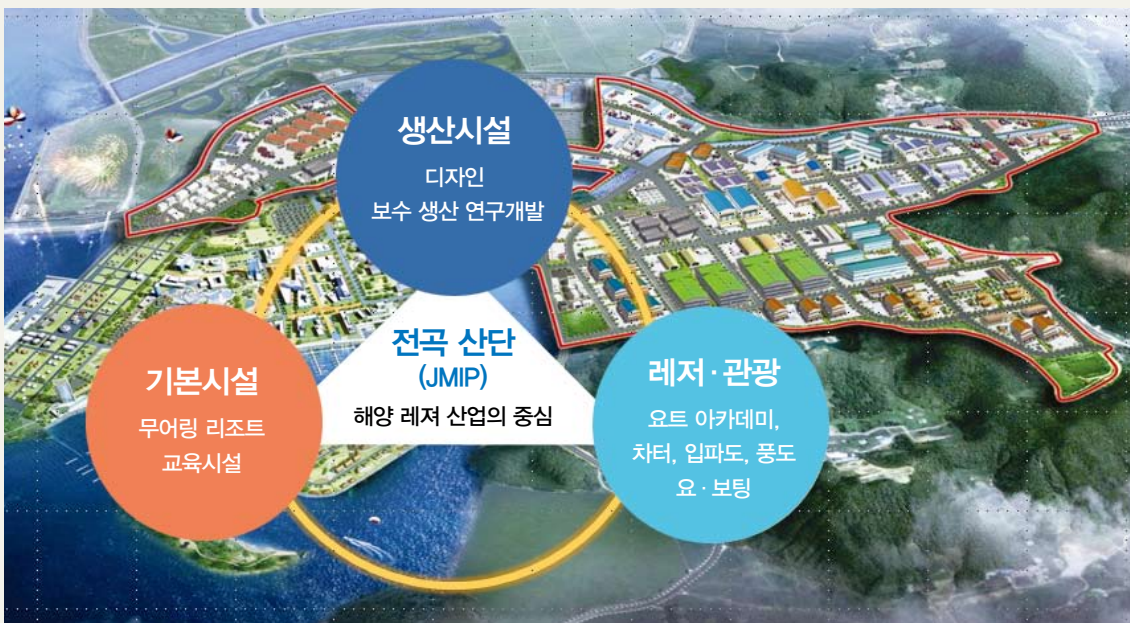 생산시설
디자인
보수 생산 연구개발
전곡 산단
(JMIP)
해양 레져 산업의 중심
기본시설
무어링 리조트
교육시설
레저·관광
요트 아카데미,
차터, 입파도, 풍도
요·보팅